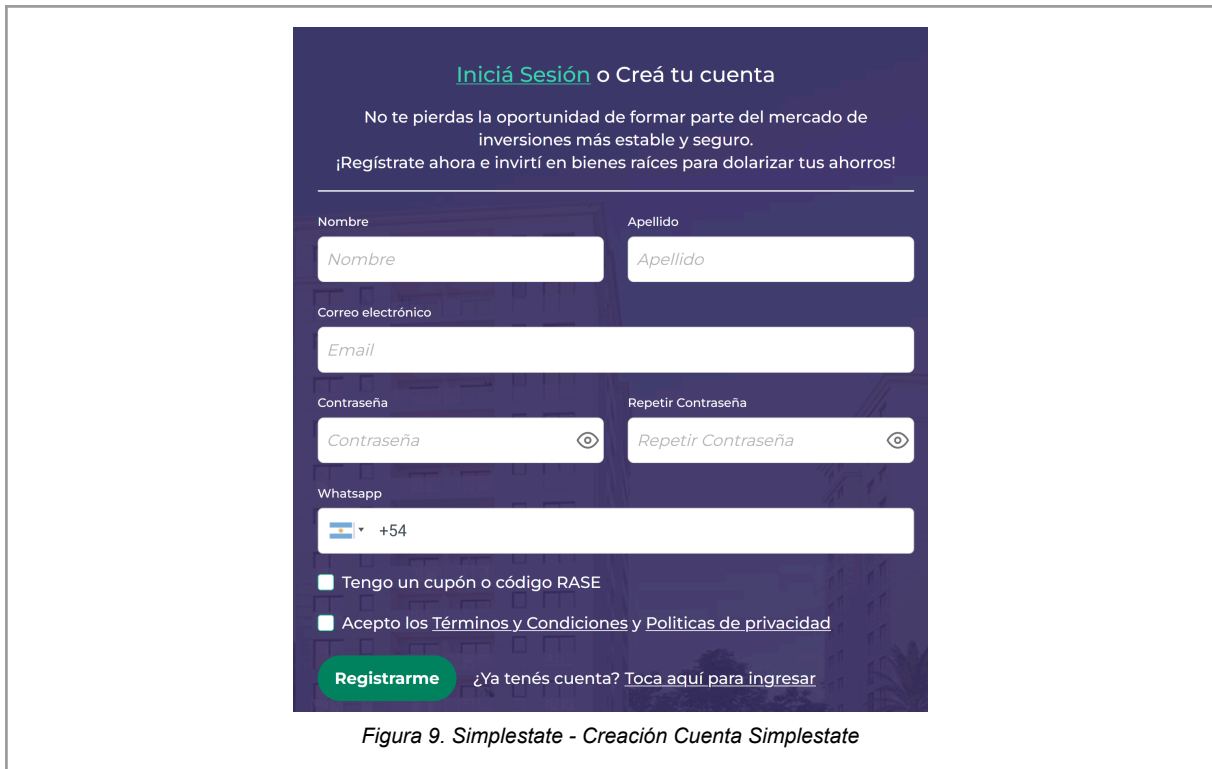 Iniciá Sesión o Creá tu cuenta
No te pierdas la oportunidad de formar parte del mercado de
inversiones más estable y seguro.
¡Regístrate ahora e invirtí en bienes raíces para dolarizar tus ahorros!
Nombre
Apellido
Nombre
Apellido
Correo electrónico
Email
Contraseña
Repetir Contraseña
Contraseña
Repetir Contraseña
Whatsapp
+54
Tengo un cupón o código RASE
Acepto los Términos y Condiciones y Politicas de privacidad
Registrarme ¿Ya tenés cuenta? Toca aquí para ingresar
Figura 9. Simplestate - Creación Cuenta Simplestate